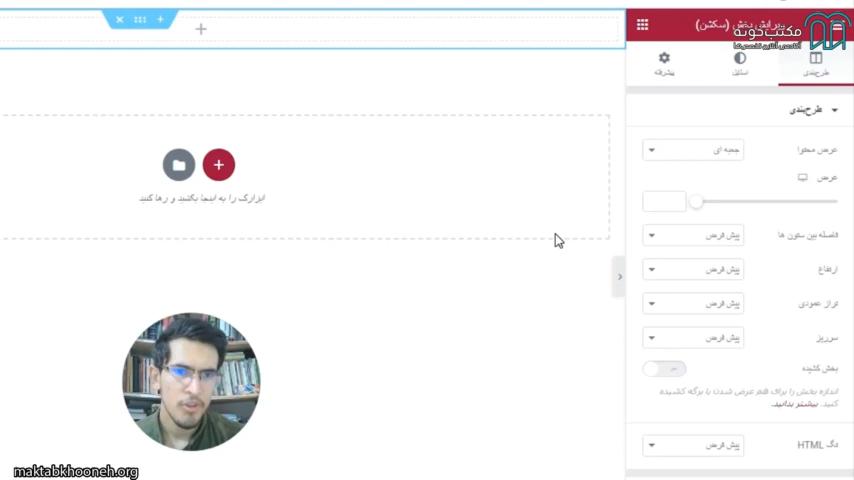 ویرایش بخش (سکشن)
مکتب‌خونه
طرح‌بندی
استایل
پیشرفته
طرح‌بندی
عرض محتوا
جعبه ای
عرض
فاصله بین ستون ها
پیش فرض
ارتفاع
پیش فرض
تراز عمودی
پیش فرض
سرریز
پیش فرض
بخش کشیده
اندازه بخش را برای هم عرض شدن با برگه کشیده
کنید. بیشتر بدانید.
تگ HTML
پیش فرض
ابزارک را به اینجا بکشید و رها کنید
maktabkhooneh.org